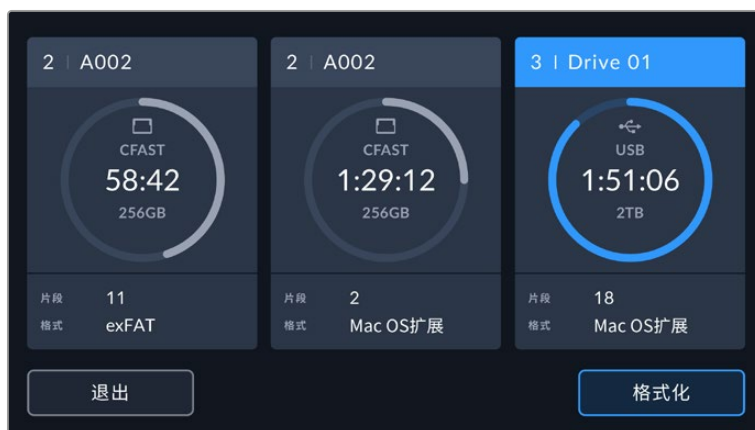 2 | A002
CFAST
58:42
256GB
片段 11
格式 exFAT
2 | A002
CFAST
1:29:12
256GB
片段 2
格式 Mac OS扩展
3 | Drive 01
USB
1:51:06
2TB
片段 18
格式 Mac OS扩展
退出
格式化